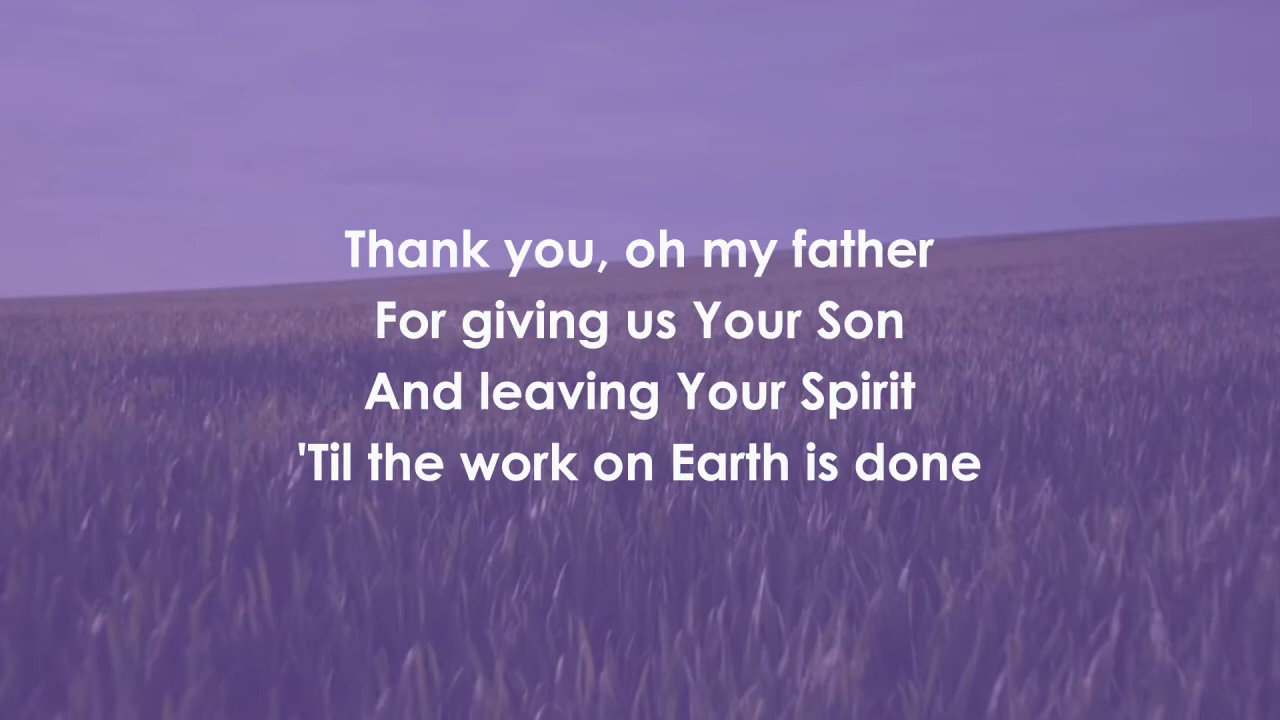 Thank you, oh my father
For giving us Your Son
And leaving Your Spirit
'Til the work on Earth is done